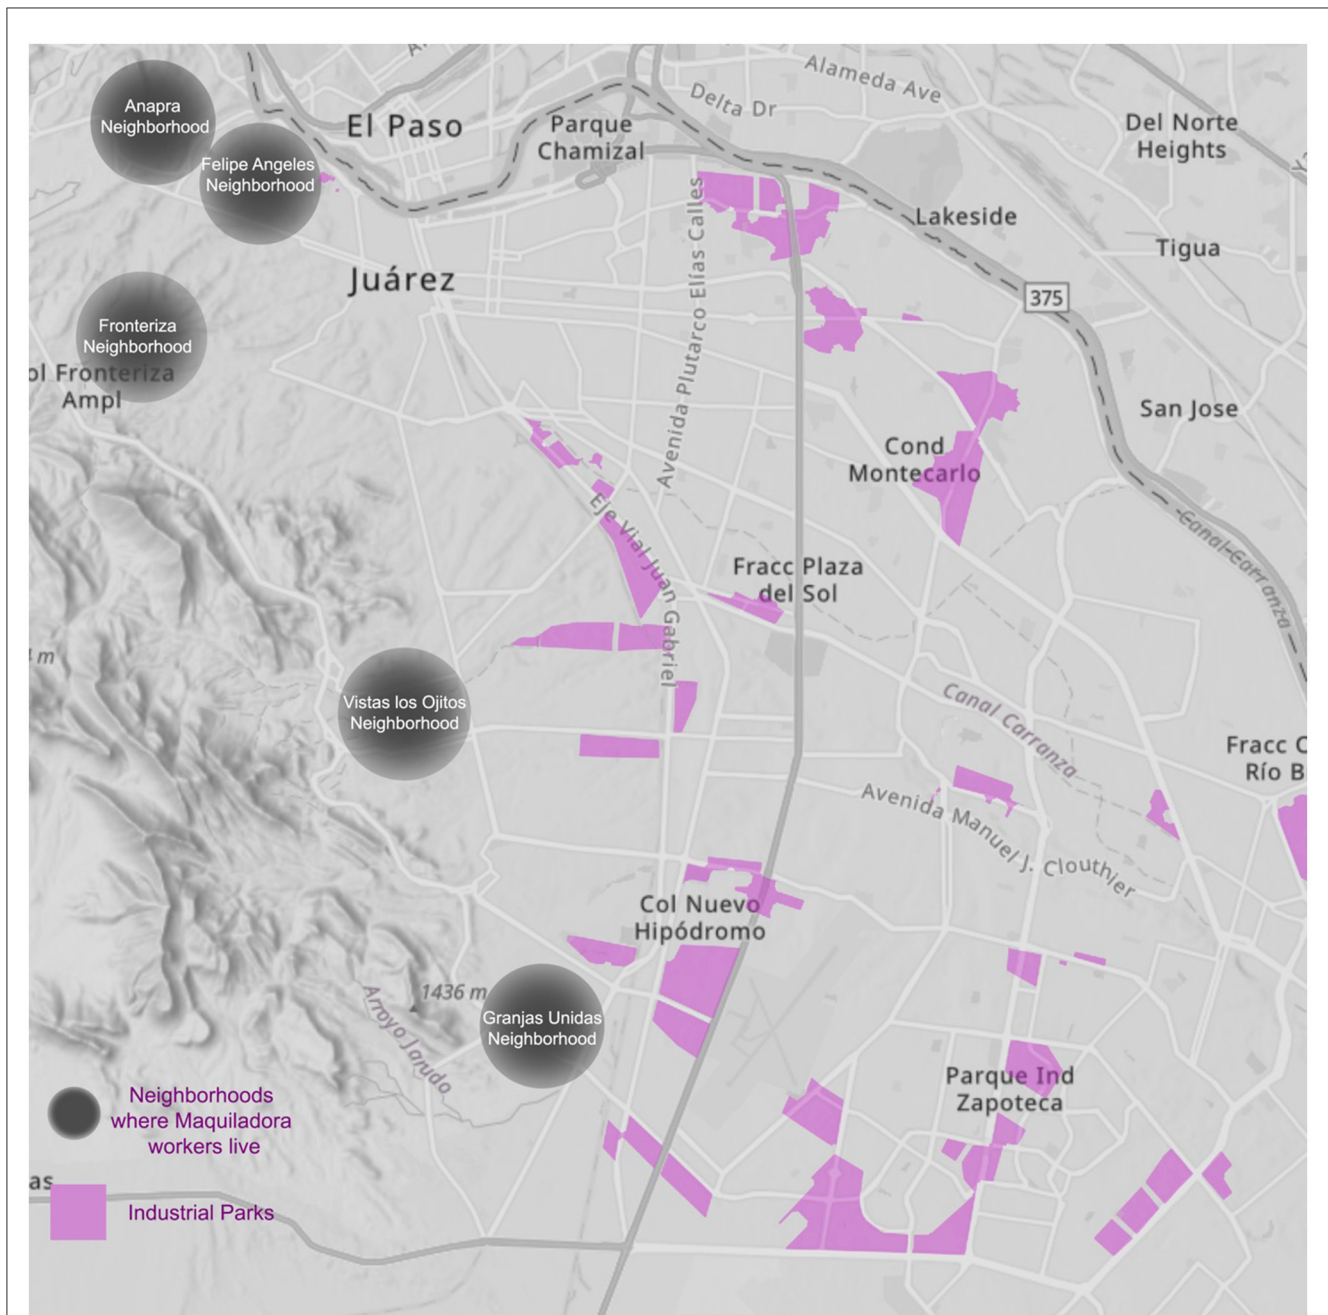 Alameda Ave
Delta Dr
Anapra
Neighborhood
El Paso
Parque
Chamizal
Del Norte
Heights
Felipe Angeles
Neighborhood
Lakeside
Tigua
Juárez
Avenida Plutarco Elías Calles
375
Fronteriza
Neighborhood
ol Fronteriza
Ampl
San Jose
Cond
Montecarlo
Eje Vial Juan Gabriel
Canal Carranza
Fracc Plaza
del Sol
m
Vistas los Ojitos
Neighborhood
Canal Carranza
Fracc C
Río B
Avenida Manuel J. Clouthier
Col Nuevo
Hipódromo
1436 m
Arroyo Jarudo
Granjas Unidas
Neighborhood
Parque Ind
Zapoteca
Neighborhoods
where Maquiladora
workers live
as
Industrial Parks